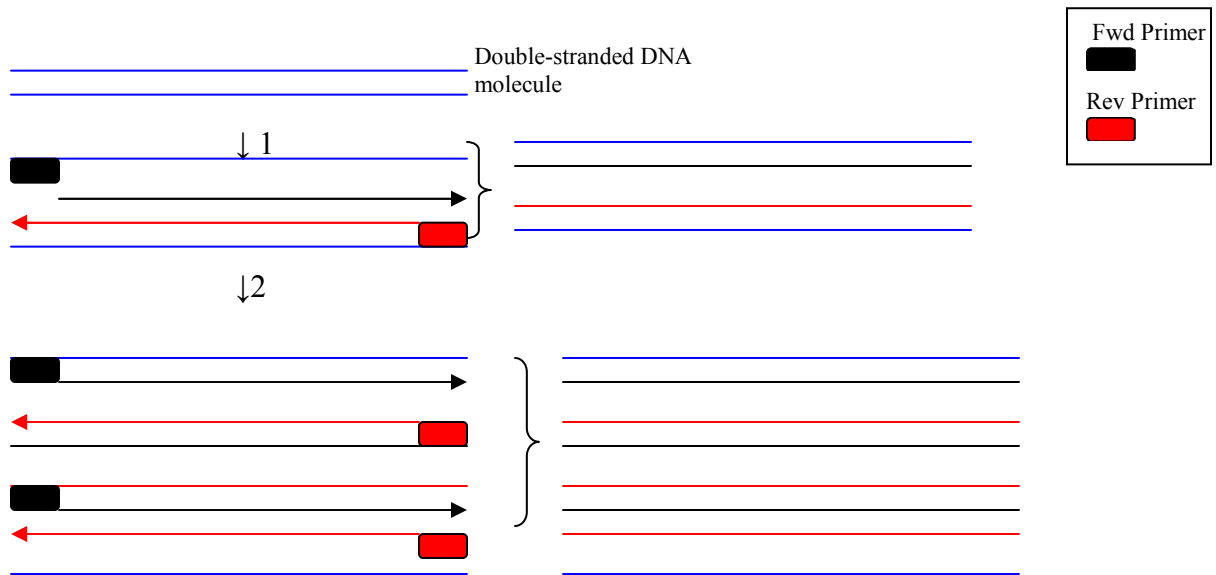 Fwd Primer
Rev Primer
Double-stranded DNA
molecule
↓ 1
↓2